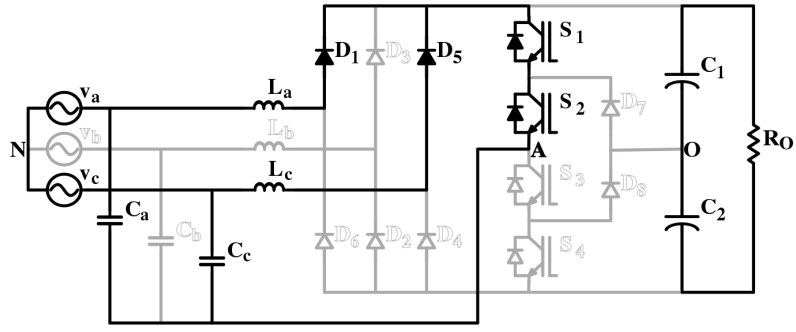 S1
D1
D3
D5
C1
va
La
S2
D7
vb
Lb
RO
N
A
O
vc
Lc
S3
D8
C2
Ca
Cb
Cc
D6
D2
D4
S4